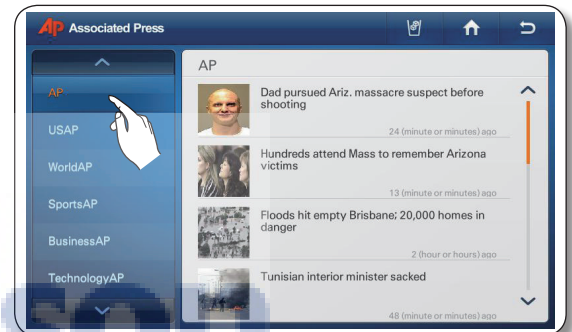 AP Associated Press
AP
USAP
WorldAP
SportsAP
BusinessAP
TechnologyAP
AP
Dad pursued Ariz. massacre suspect before
shooting
24 (minute or minutes) ago
Hundreds attend Mass to remember Arizona
victims
13 (minute or minutes) ago
Floods hit empty Brisbane; 20,000 homes in
danger
2 (hour or hours) ago
Tunisian interior minister sacked
48 (minute or minutes) ago